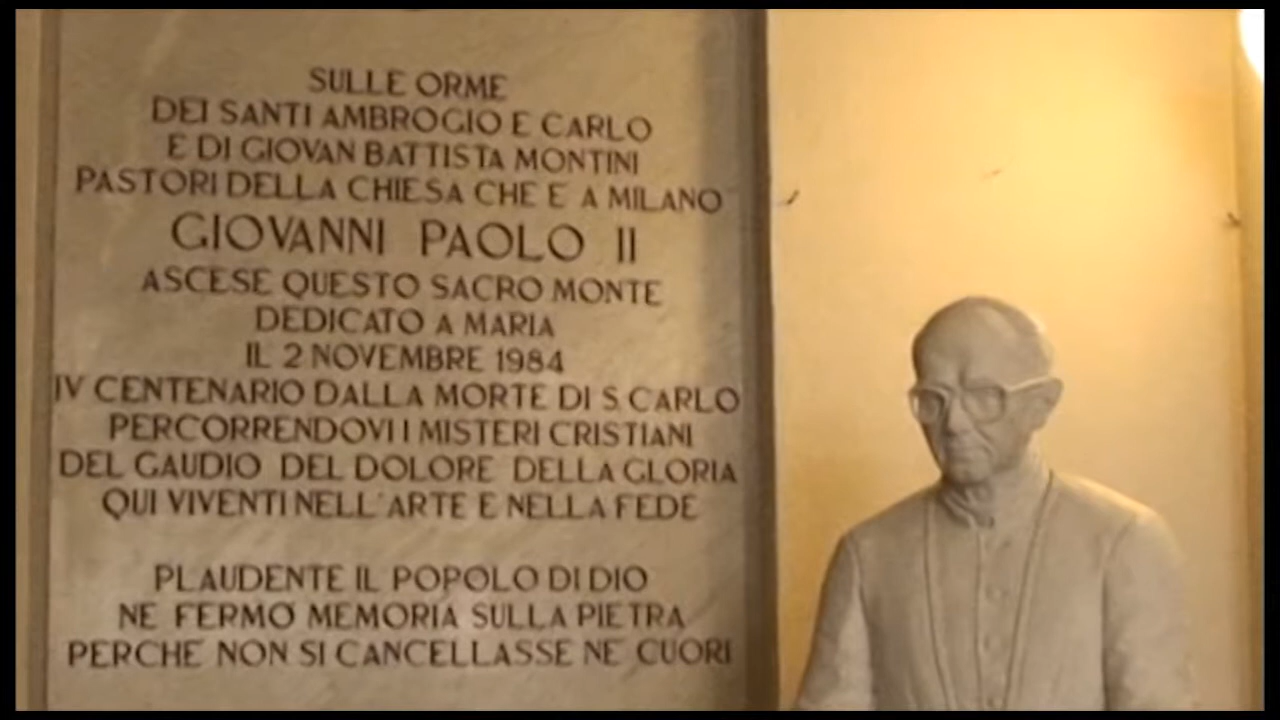 SULLE ORME
DEI SANTI AMBROGIO E CARLO
E DI GIOVAN BATTISTA MONTINI
PASTORI DELLA CHIESA CHE E' A MILANO
GIOVANNI PAOLO II
ASCESE QUESTO SACRO MONTE
DEDICATO A MARIA
IL 2 NOVEMBRE 1984
IV CENTENARIO DALLA MORTE DI S. CARLO
PERCORRENDOVI I MISTERI CRISTIANI
DEL GAUDIO DEL DOLORE DELLA GLORIA
QUI VIVENTI NELL'ARTE E NELLA FEDE
PLAUDENTE IL POPOLO DI DIO
NE FERMO' MEMORIA SULLA PIETRA
PERCHE NON SI CANCELLASSE NE' CUORI